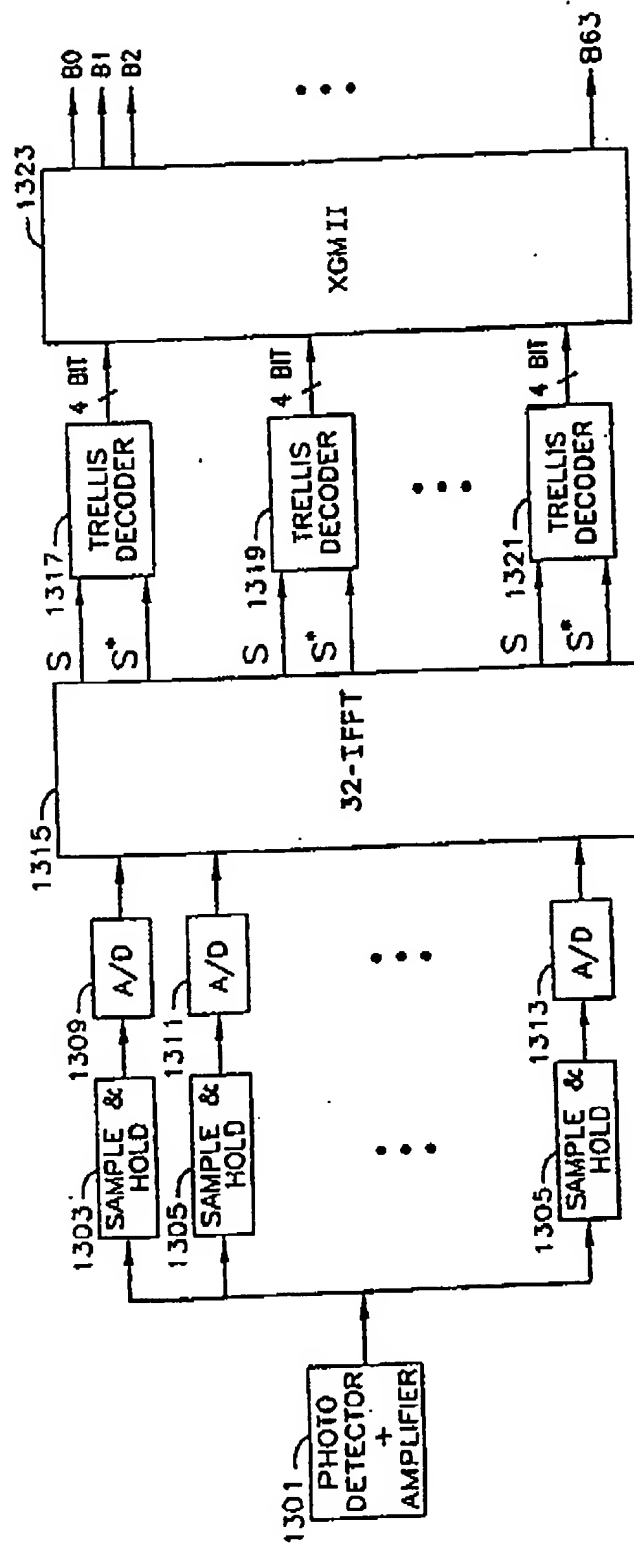 1301
PHOTO
DETECTOR
+
AMPLIFIER
1303
SAMPLE &
HOLD
1305
SAMPLE &
HOLD
1305
SAMPLE &
HOLD
1309
A/D
1311
A/D
1313
A/D
1315
32-IFFT
S
S*
S
S*
S
S*
1317
TRELLIS
DECODER
1319
TRELLIS
DECODER
1321
TRELLIS
DECODER
4 BIT
4 BIT
4 BIT
1323
XGMII
B0
B1
B2
B63